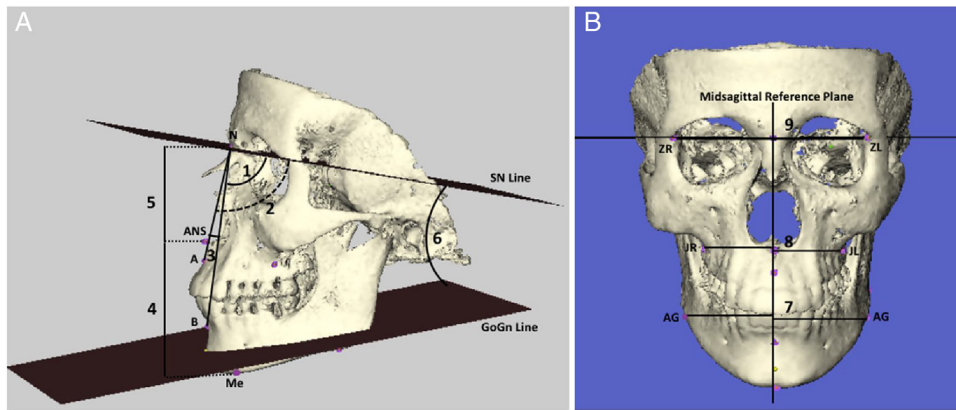 A
N
1
SN Line
2
5
ANS
3
6
A
4
B
GoGn Line
Me
B
Midsagittal Reference Plane
9
ZR
ZL
JR
8
JL
7
AG
AG